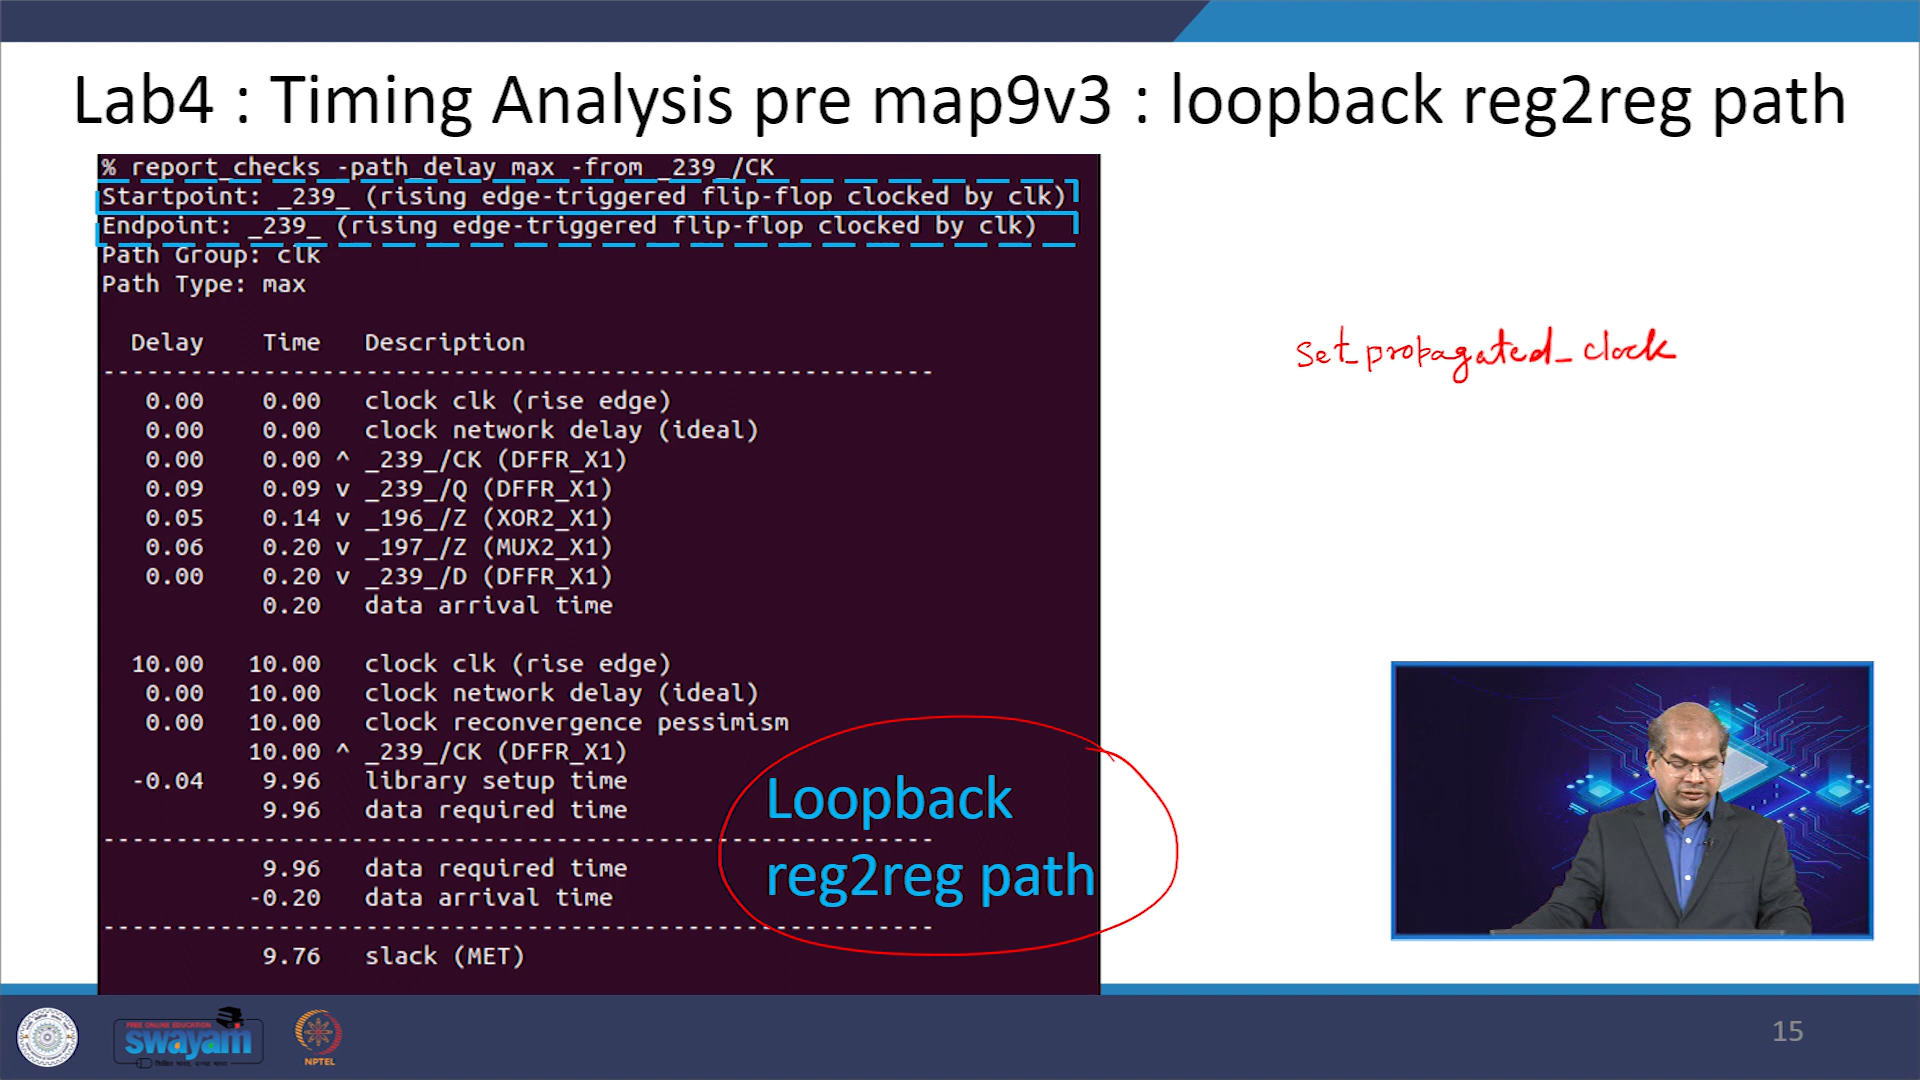 Lab4 : Timing Analysis pre map9v3 : loopback reg2reg path
% report_checks -path_delay max -from _239_/CK
Startpoint: _239_ (rising edge-triggered flip-flop clocked by clk)
Endpoint: _239_ (rising edge-triggered flip-flop clocked by clk)
Path Group: clk
Path Type: max
Delay Time Description
0.00 0.00 clock clk (rise edge)
0.00 0.00 clock network delay (ideal)
0.00 0.00 ^ _239_/CK (DFFR_X1)
0.09 0.09 v _239_/Q (DFFR_X1)
0.05 0.14 v _196_/Z (XOR2_X1)
0.06 0.20 v _197_/Z (MUX2_X1)
0.00 0.20 v _239_/D (DFFR_X1)
0.20 data arrival time
10.00 10.00 clock clk (rise edge)
0.00 10.00 clock network delay (ideal)
0.00 10.00 clock reconvergence pessimism
10.00 ^ _239_/CK (DFFR_X1)
-0.04 9.96 library setup time
9.96 data required time
9.96 data required time
-0.20 data arrival time
9.76 slack (MET)
set_propagated_clock
Loopback
reg2reg path
FREE ONLINE EDUCATION
swayam
NPTEL
15